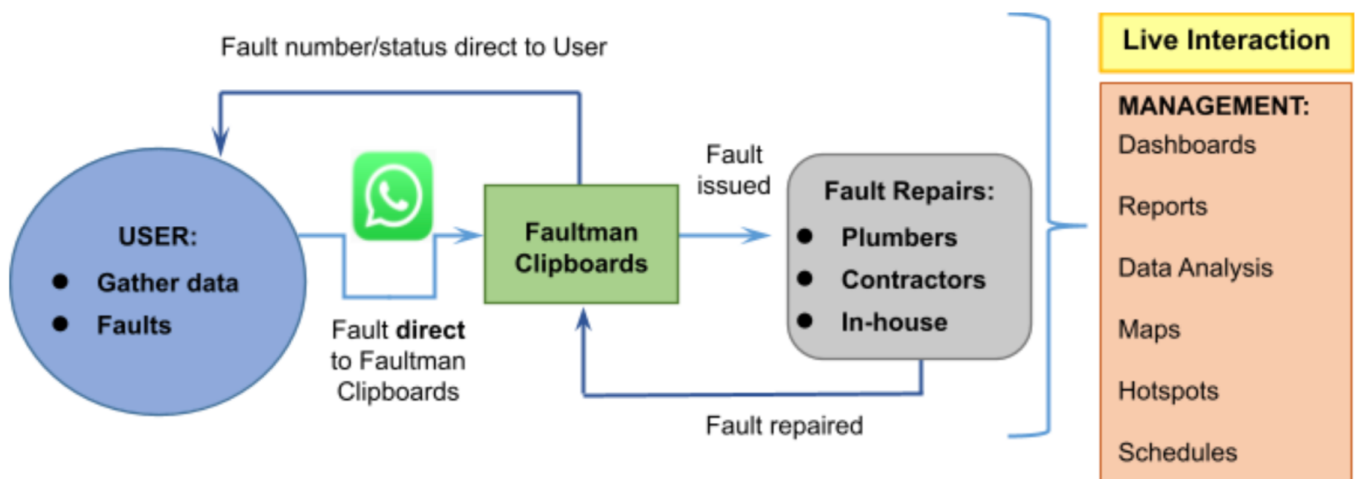 Fault number/status direct to User
USER:
● Gather data
● Faults
Fault direct
to Faultman
Clipboards
Faultman
Clipboards
Fault
issued
Fault Repairs:
● Plumbers
● Contractors
● In-house
Fault repaired
Live Interaction
MANAGEMENT:
Dashboards
Reports
Data Analysis
Maps
Hotspots
Schedules